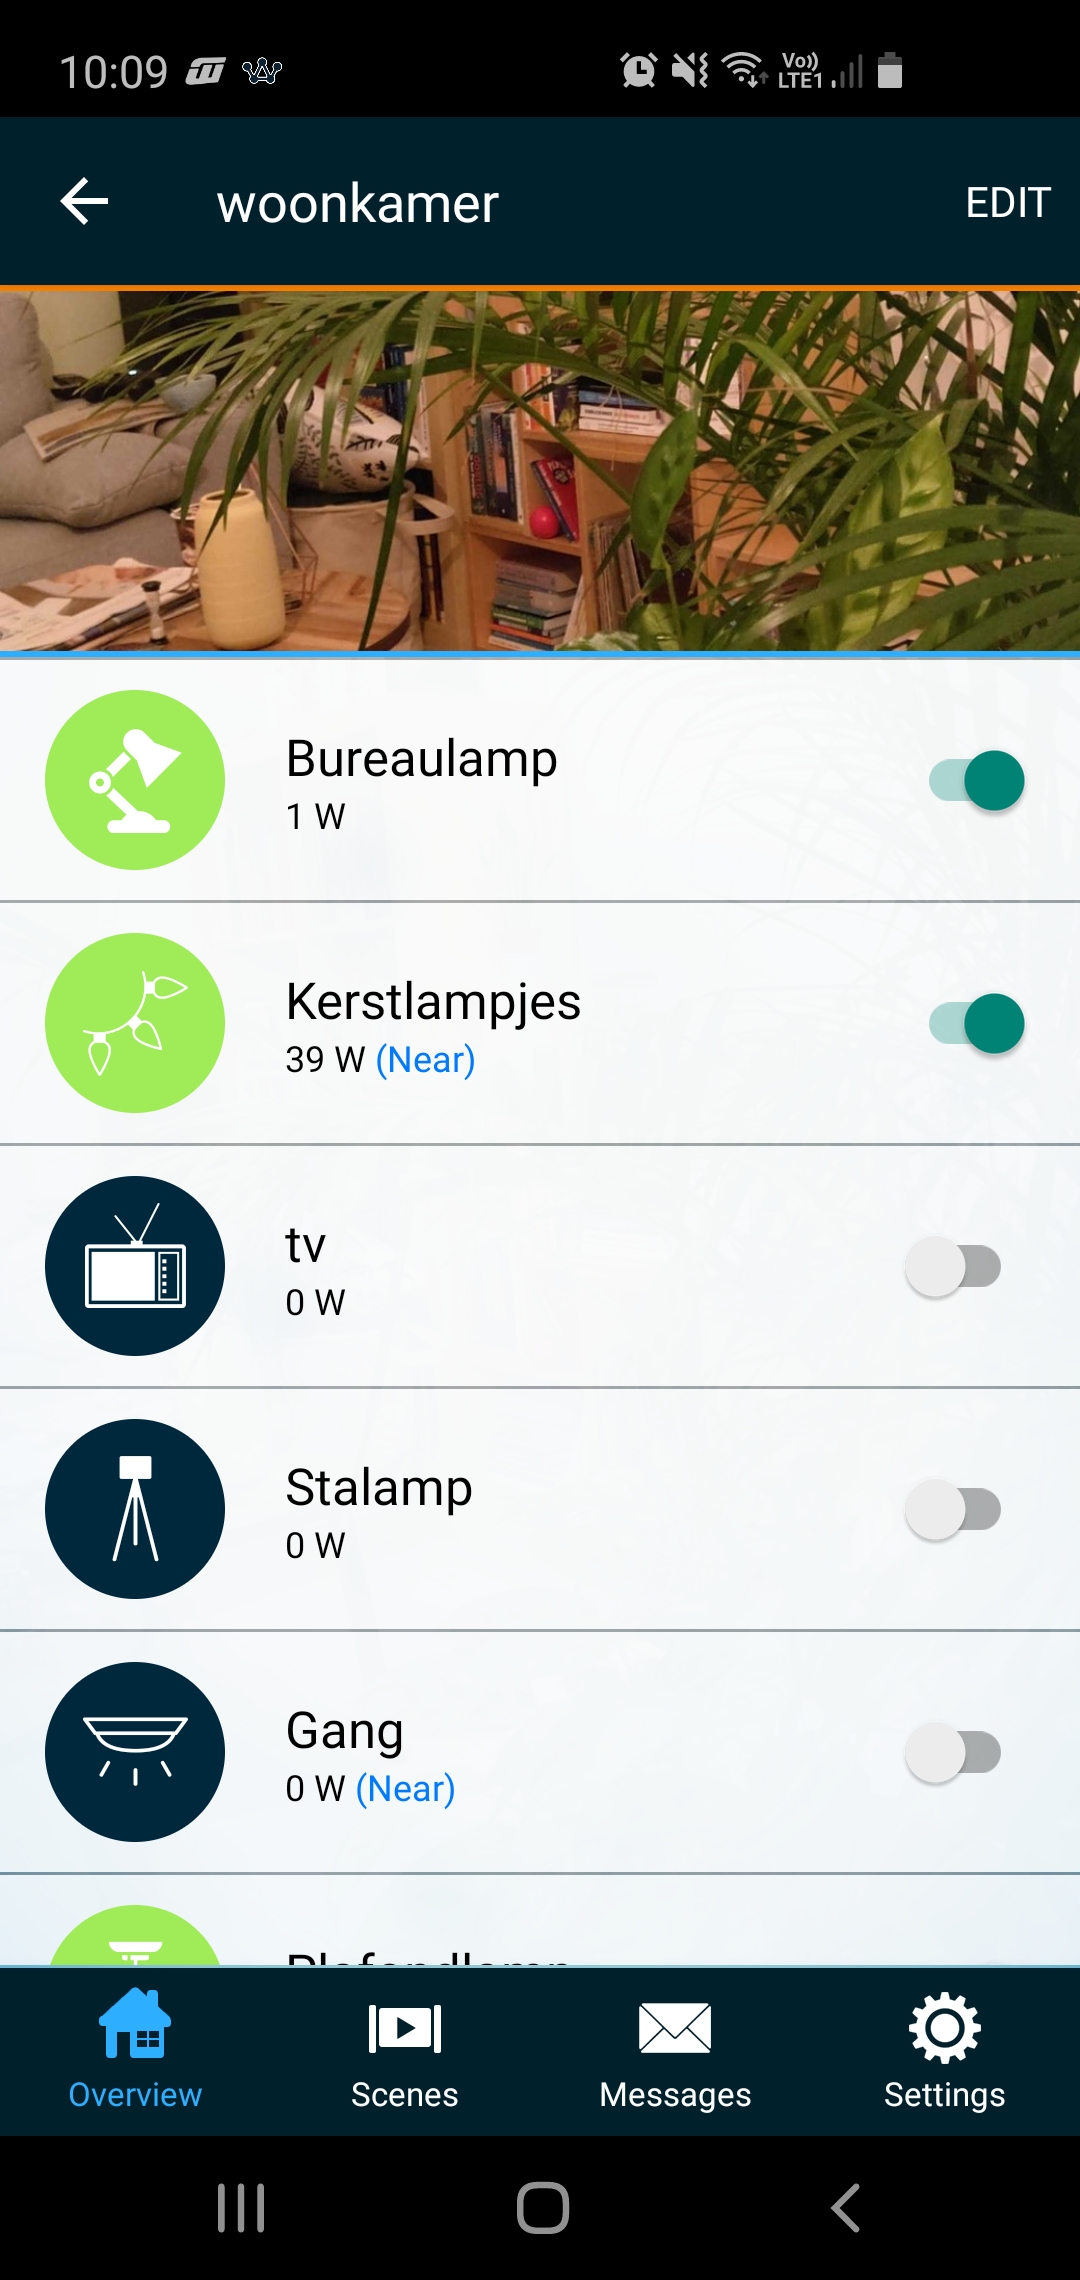 10:09 Vo)) LTE1
woonkamer EDIT
Bureaulamp
1 W
Kerstlampjes
39 W (Near)
tv
0 W
Stalamp
0 W
Gang
0 W (Near)
Plafondlamp
Overview Scenes Messages Settings